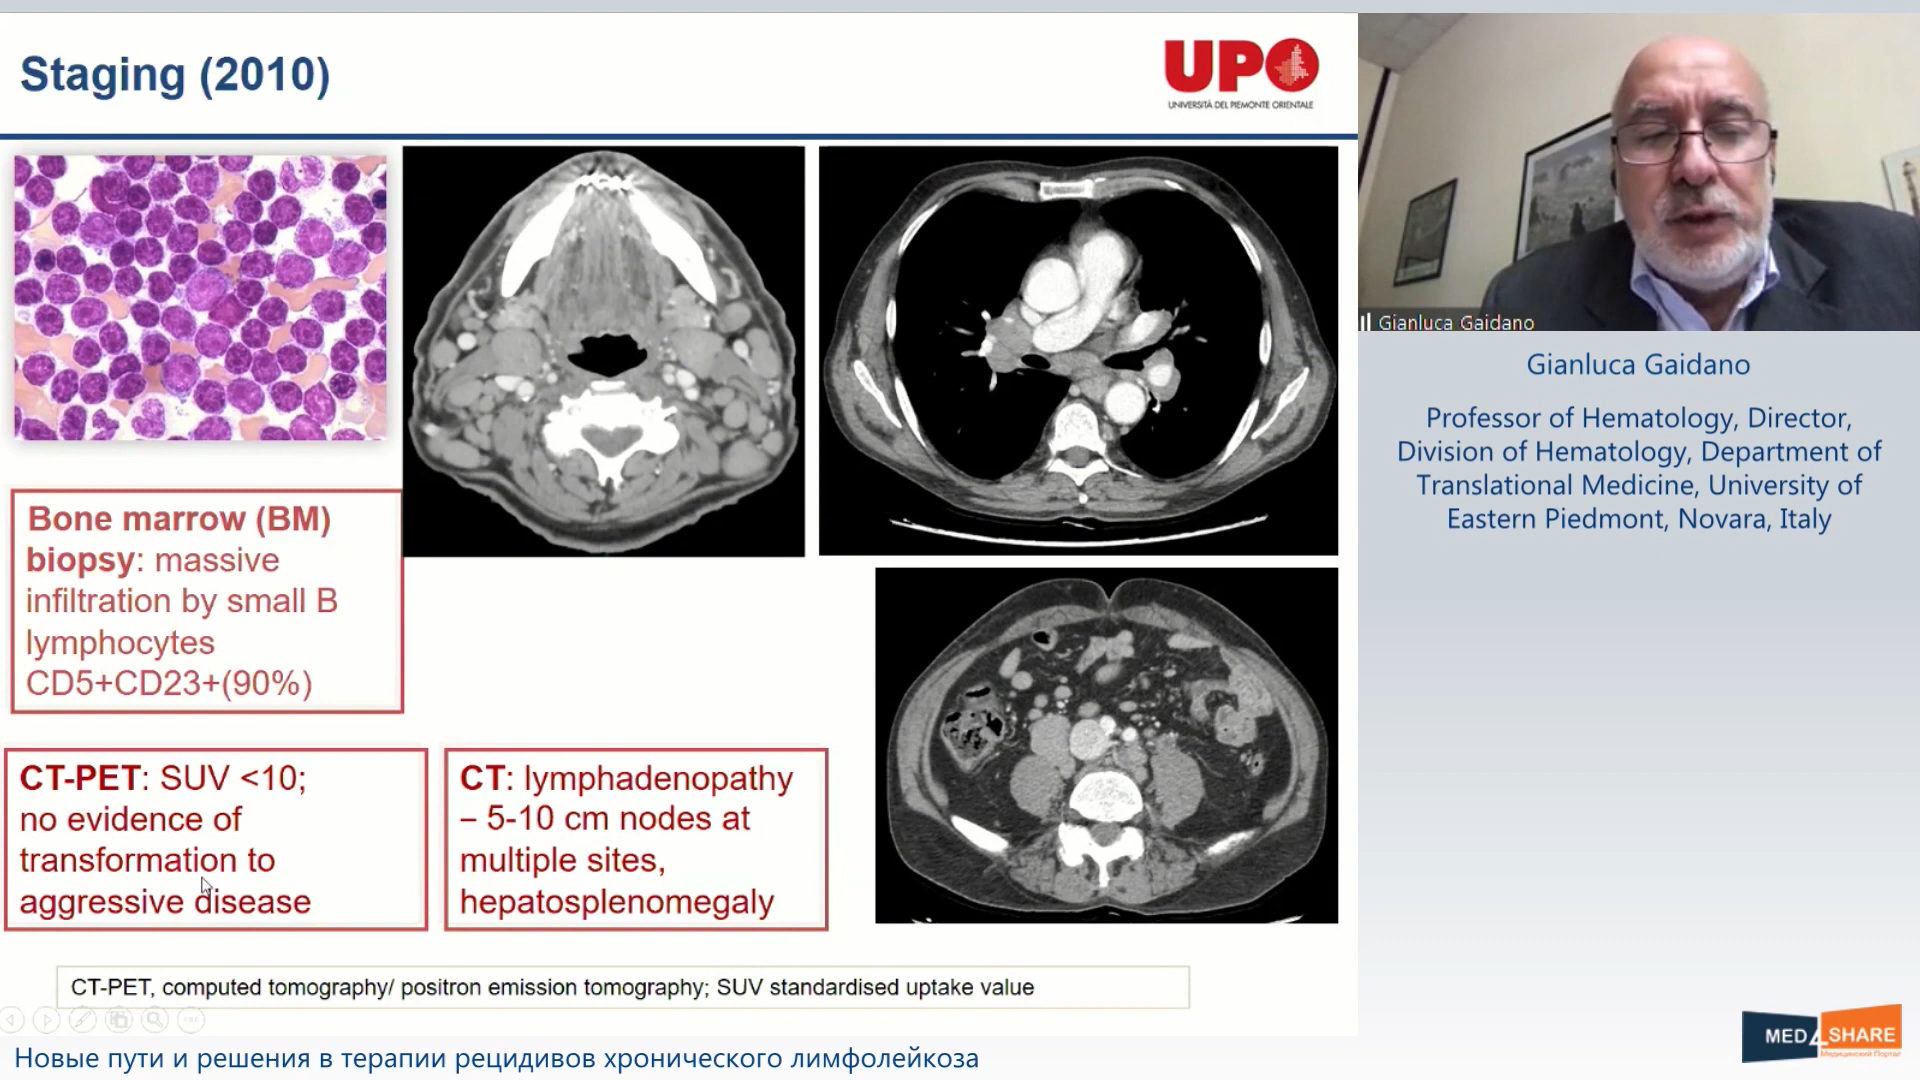 Staging (2010)
UPO
UNIVERSITÀ DEL PIEMONTE ORIENTALE
Bone marrow (BM)
biopsy: massive
infiltration by small B
lymphocytes
CD5+CD23+(90%)
CT-PET: SUV <10;
no evidence of
transformation to
aggressive disease
CT: lymphadenopathy
– 5-10 cm nodes at
multiple sites,
hepatosplenomegaly
CT-PET, computed tomography/ positron emission tomography; SUV standardised uptake value
Gianluca Gaidano
Gianluca Gaidano
Professor of Hematology, Director,
Division of Hematology, Department of
Translational Medicine, University of
Eastern Piedmont, Novara, Italy
MED4SHARE
Медицинский Портал
Новые пути и решения в терапии рецидивов хронического лимфолейкоза